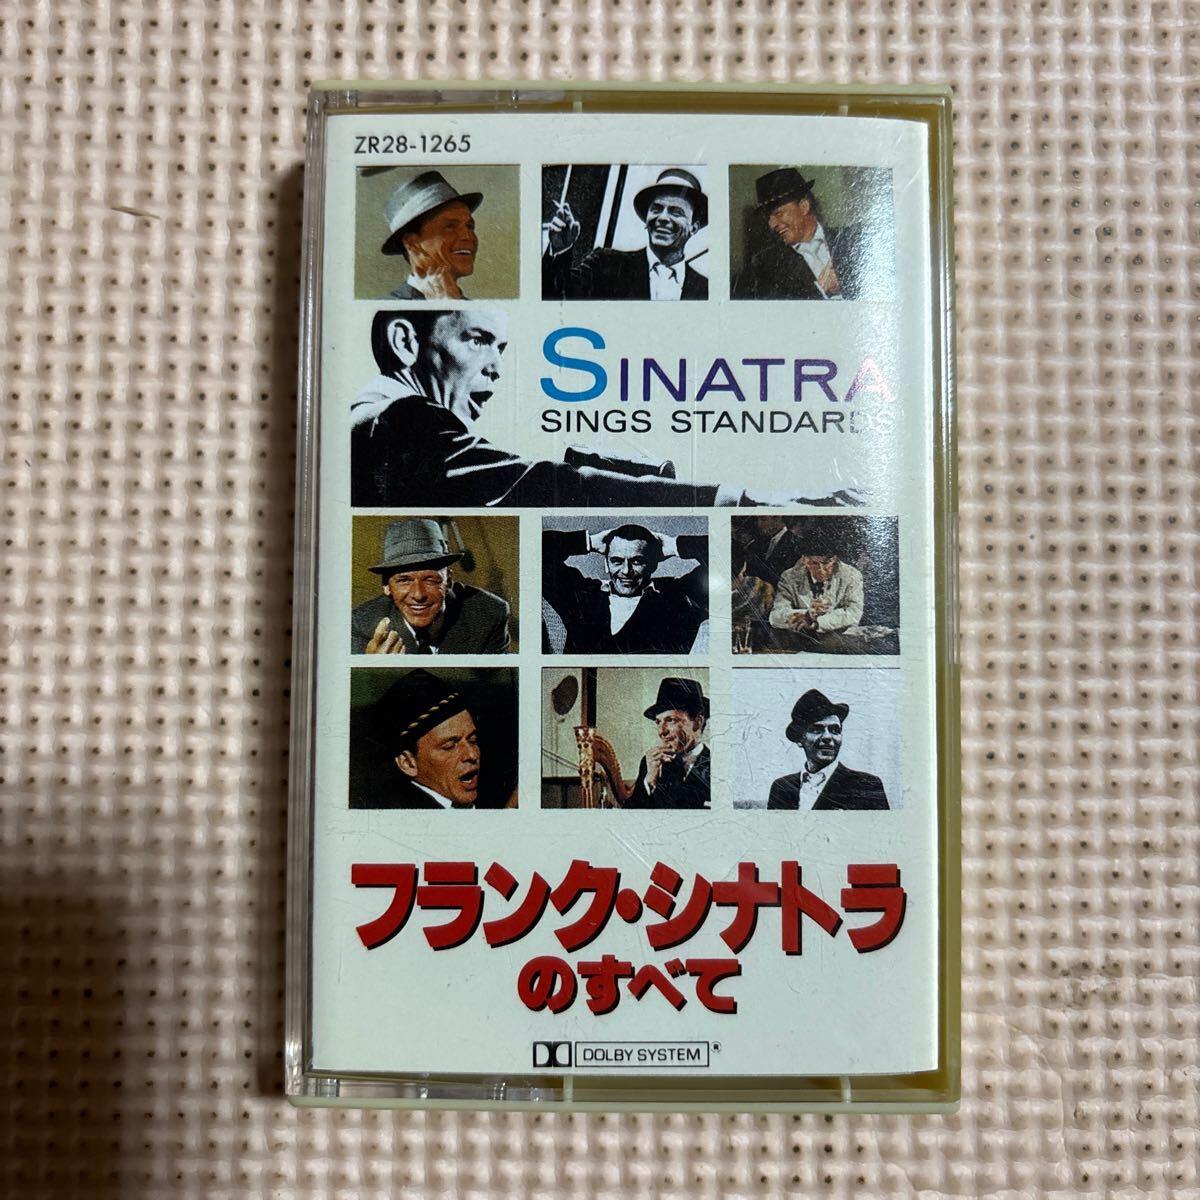 ZR28-1265
SINATRA
SINGS STANDARDS
フランク・シナトラ
のすべて
DOLBY SYSTEM ®